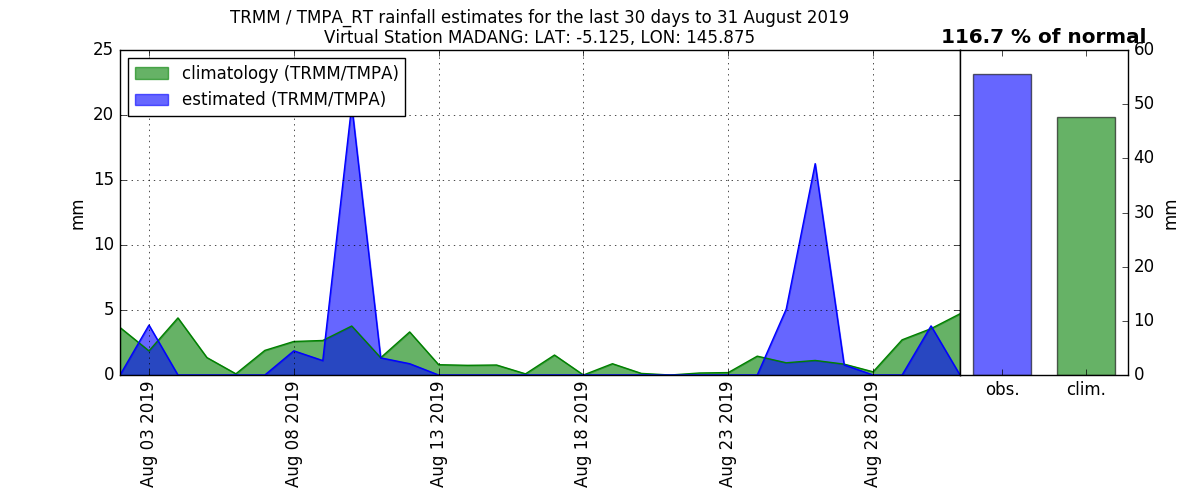 TRMM / TMPA_RT rainfall estimates for the last 30 days to 31 August 2019
Virtual Station MADANG: LAT: -5.125, LON: 145.875
116.7 % of normal
climatology (TRMM/TMPA)
estimated (TRMM/TMPA)
25
20
15
10
5
0
mm
Aug 03 2019
Aug 08 2019
Aug 13 2019
Aug 18 2019
Aug 23 2019
Aug 28 2019
60
50
40
30
20
10
0
mm
obs.
clim.